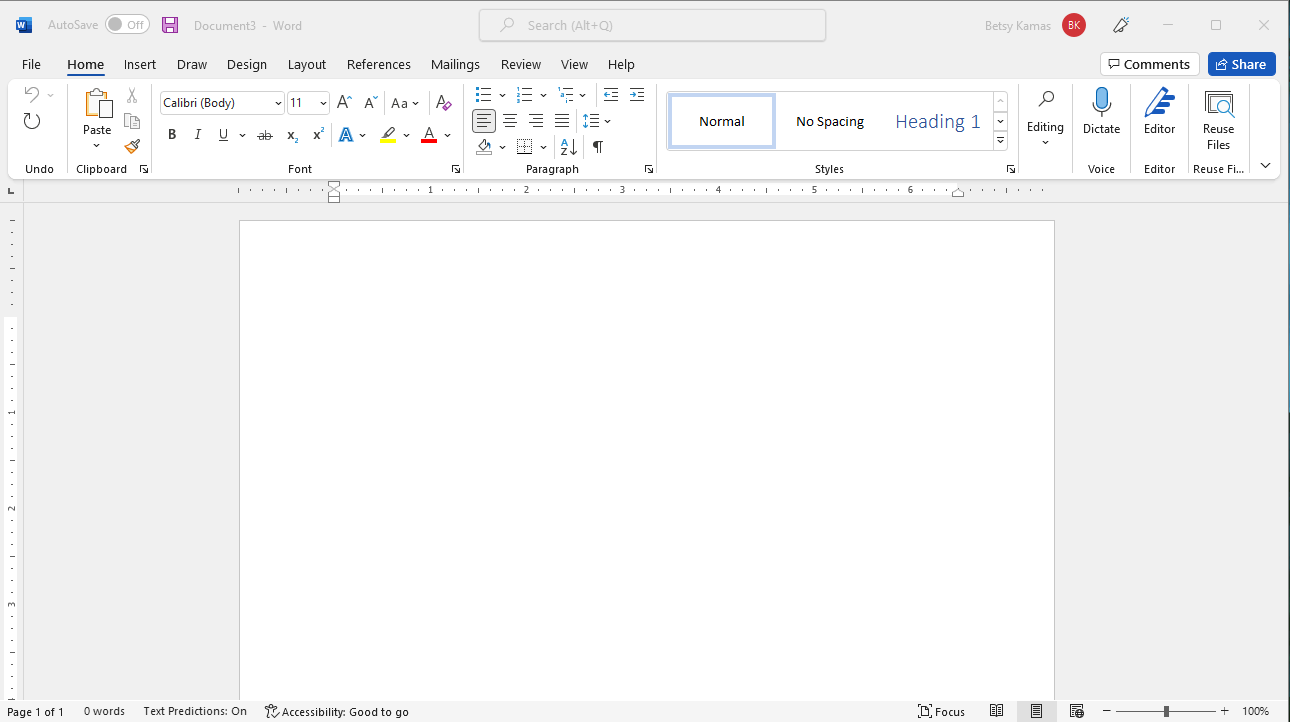 W AutoSave Off Document3 - Word Search (Alt+Q) Betsy Kamas BK
File Home Insert Draw Design Layout References Mailings Review View Help Comments Share
Paste
Calibri (Body) 11 A A Aa A
B I U ab x₂ x² A A
A Z ¶
Normal No Spacing Heading 1
Editing Dictate Editor Reuse Files
Undo Clipboard Font Paragraph Styles Voice Editor Reuse Fi...
1 2 3 4 5 6
1
2
3
Page 1 of 1 0 words Text Predictions: On Accessibility: Good to go Focus 100%